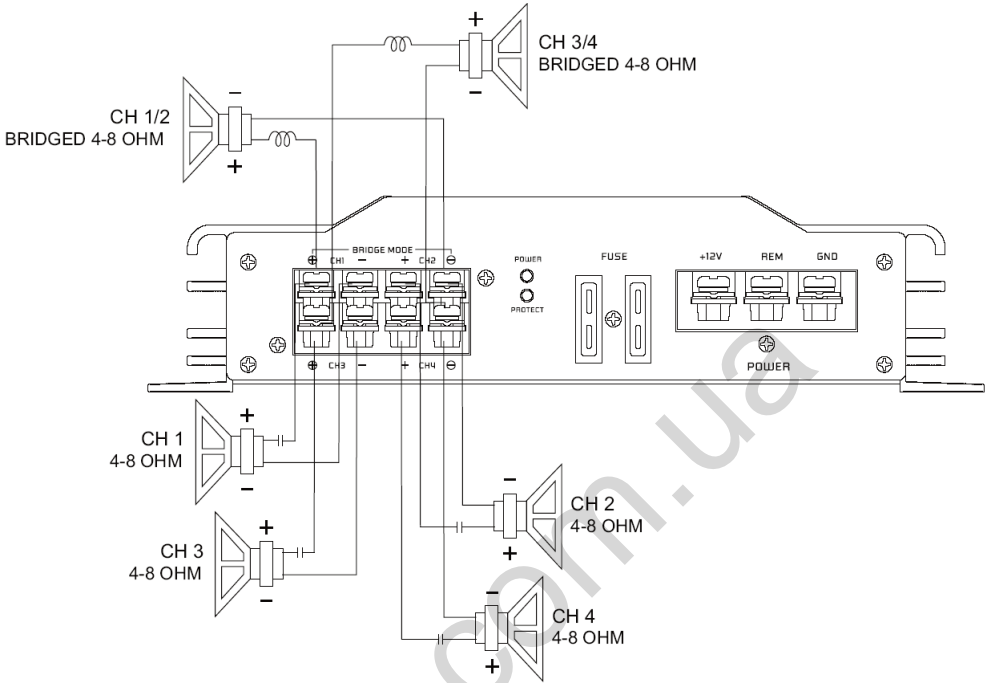 +
CH 3/4
BRIDGED 4-8 OHM
−
−
CH 1/2
BRIDGED 4-8 OHM
+
BRIDGE MODE
⊕ CH1 − + CH2 ⊖
POWER
PROTECT
FUSE
+12V REM GND
POWER
⊕ CH3 − + CH4 ⊖
+
CH 1
4-8 OHM
−
−
CH 2
4-8 OHM
+
+
CH 3
4-8 OHM
−
−
CH 4
4-8 OHM
+
com.ua